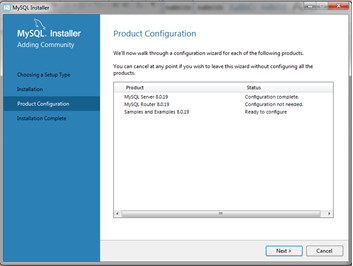 MySQL Installer
MySQL. Installer
Adding Community
Choosing a Setup Type
Installation
Product Configuration
Installation Complete
Product Configuration
We'll now walk through a configuration wizard for each of the following products.
You can cancel at any point if you wish to leave this wizard without configuring all the
products.
Product Status
MySQL Server 8.0.19 Configuration complete.
MySQL Router 8.0.19 Configuration not needed.
Samples and Examples 8.0.19 Ready to configure
Next > Cancel